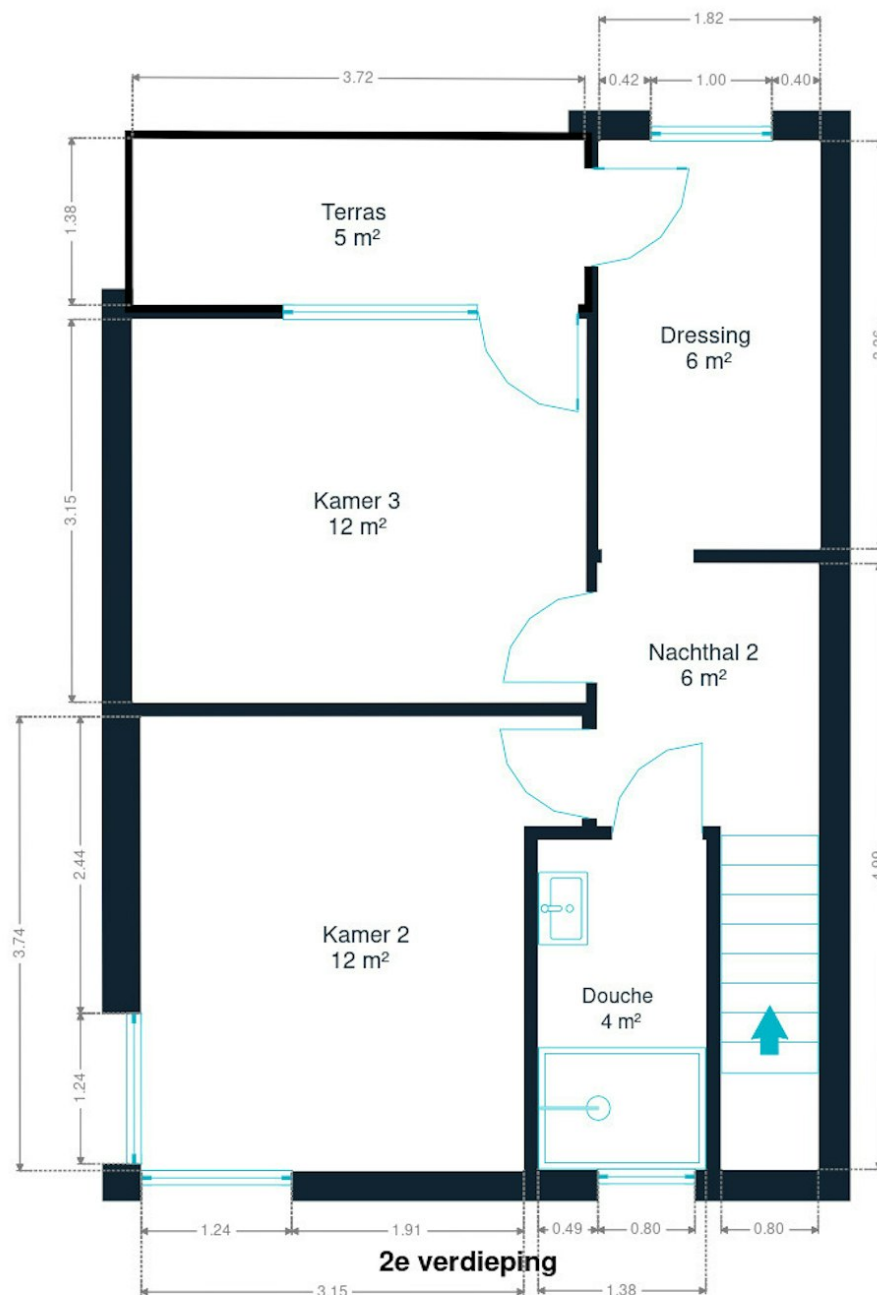 1.82
3.72
0.42
1.00
0.40
1.38
Terras
5 m²
Dressing
6 m²
3.15
Kamer 3
12 m²
Nachthal 2
6 m²
2.44
3.74
Kamer 2
12 m²
Douche
4 m²
1.24
1.24
1.91
0.49
0.80
0.80
2e verdieping
3.15
1.38